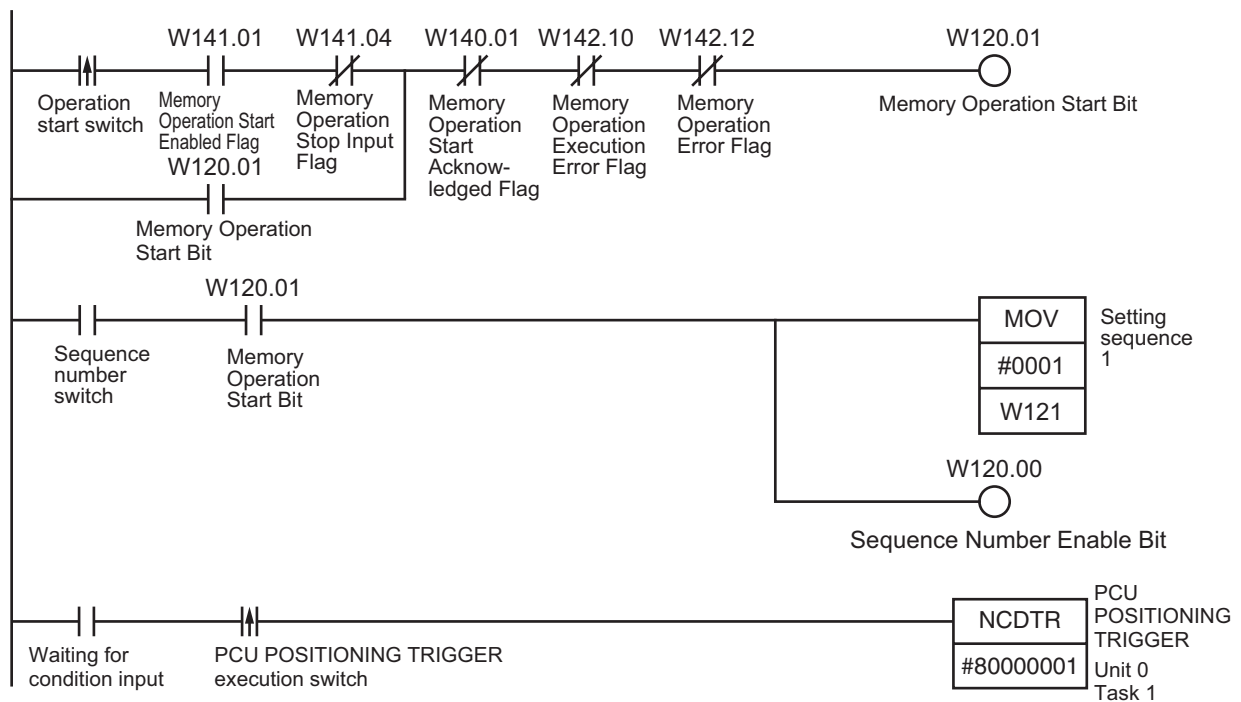 W141.01 W141.04 W140.01 W142.10 W142.12 W120.01
Operation
start switch
Memory
Operation Start
Enabled Flag
Memory
Operation
Stop Input
Flag
Memory
Operation
Start
Acknow-
ledged Flag
Memory
Operation
Execution
Error Flag
Memory
Operation
Error Flag
Memory Operation Start Bit
W120.01
Memory Operation
Start Bit
W120.01
Sequence
number
switch
Memory
Operation
Start Bit
MOV
#0001
W121
Setting
sequence
1
W120.00
Sequence Number Enable Bit
Waiting for
condition input
PCU POSITIONING TRIGGER
execution switch
NCDTR
#80000001
PCU
POSITIONING
TRIGGER
Unit 0
Task 1